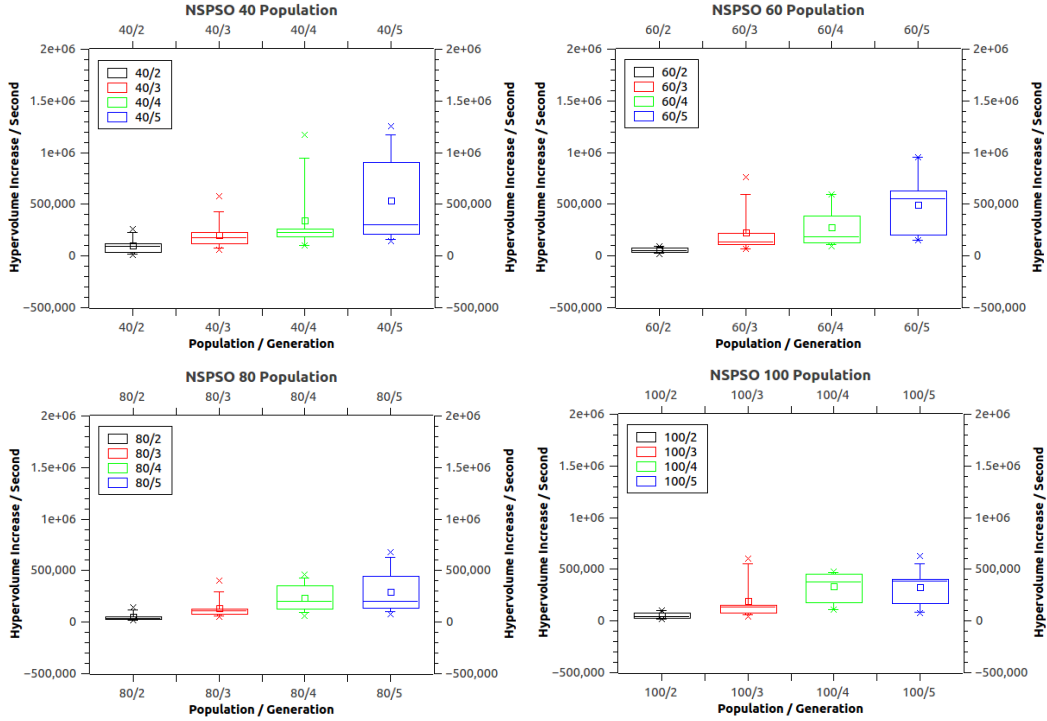 NSPSO 40 Population
40/2 40/3 40/4 40/5
2e+06 2e+06
1.5e+06 1.5e+06
1e+06 1e+06
500,000 500,000
0 0
−500,000 −500,000
Hypervolume Increase / Second
Hypervolume Increase / Second
40/2
40/3
40/4
40/5
40/2 40/3 40/4 40/5
Population / Generation
NSPSO 60 Population
60/2 60/3 60/4 60/5
2e+06 2e+06
1.5e+06 1.5e+06
1e+06 1e+06
500,000 500,000
0 0
−500,000 −500,000
Hypervolume Increase / Second
Hypervolume Increase / Second
60/2
60/3
60/4
60/5
60/2 60/3 60/4 60/5
Population / Generation
NSPSO 80 Population
80/2 80/3 80/4 80/5
2e+06 2e+06
1.5e+06 1.5e+06
1e+06 1e+06
500,000 500,000
0 0
−500,000 −500,000
Hypervolume Increase / Second
Hypervolume Increase / Second
80/2
80/3
80/4
80/5
80/2 80/3 80/4 80/5
Population / Generation
NSPSO 100 Population
100/2 100/3 100/4 100/5
2e+06 2e+06
1.5e+06 1.5e+06
1e+06 1e+06
500,000 500,000
0 0
−500,000 −500,000
Hypervolume Increase / Second
Hypervolume Increase / Second
100/2
100/3
100/4
100/5
100/2 100/3 100/4 100/5
Population / Generation